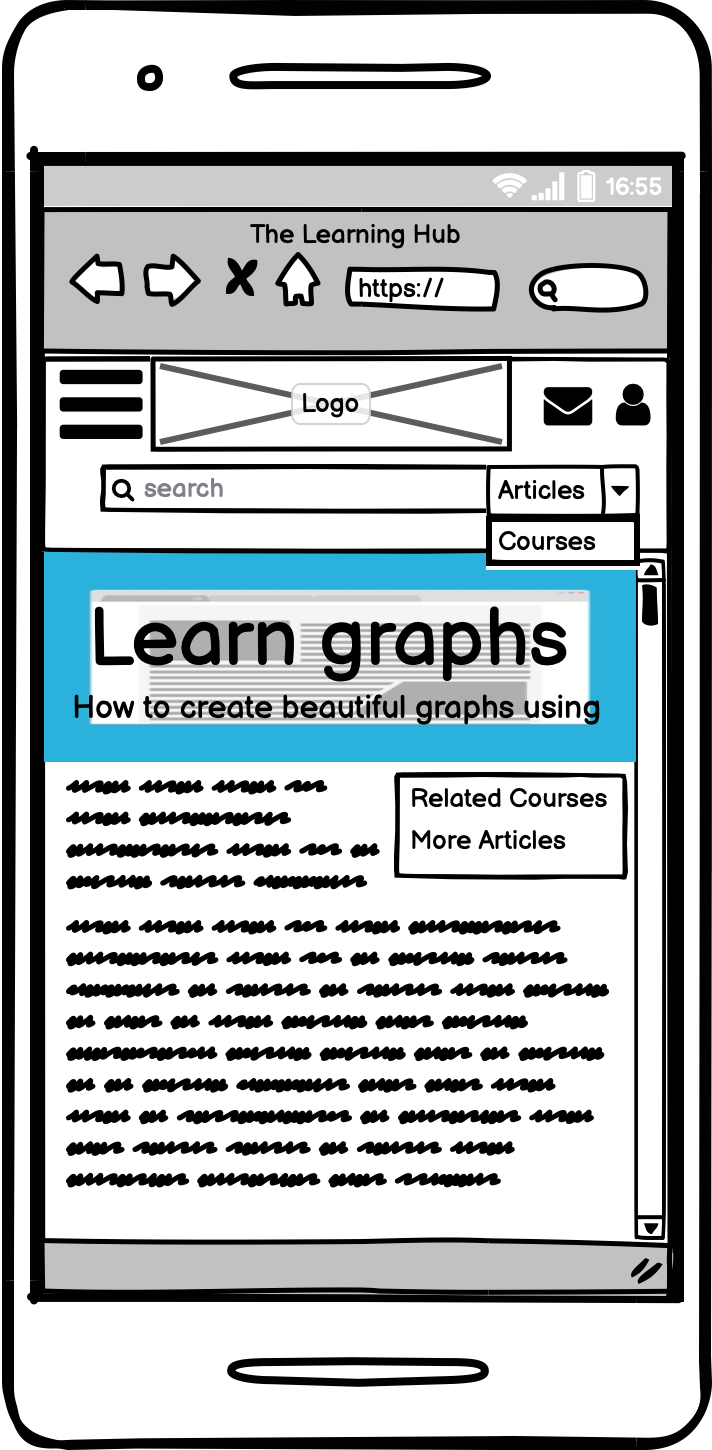 16:55
The Learning Hub
https://
Logo
search
Articles
Courses
Learn graphs
How to create beautiful graphs using
Related Courses
More Articles